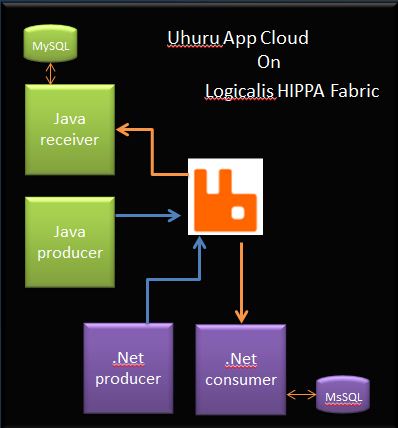 MySQL
Uhuru App Cloud
On
Logicalis HIPPA Fabric
Java
receiver
Java
producer
.Net
producer
.Net
consumer
MsSQL